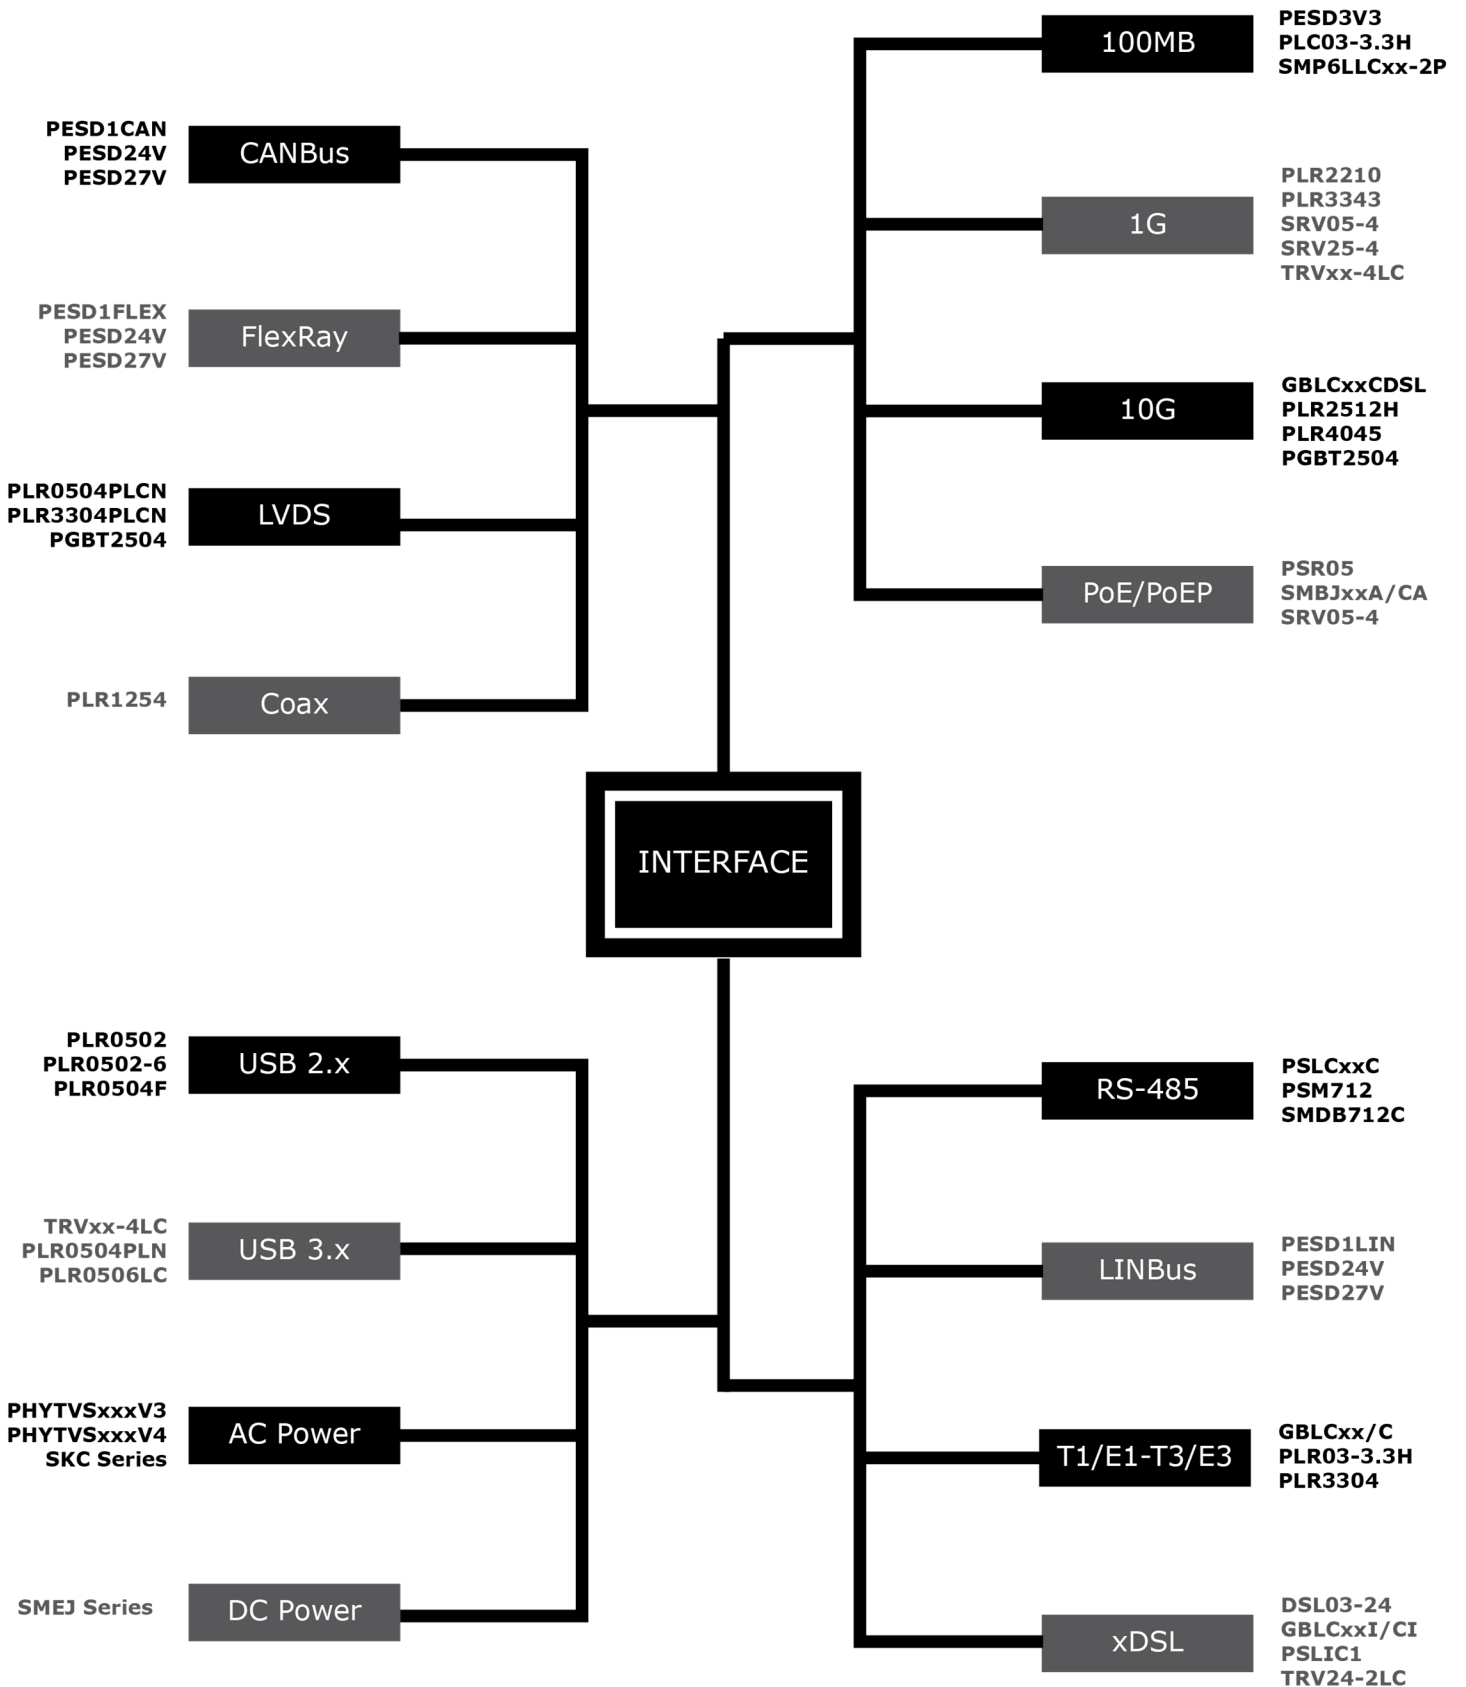 PESD1CAN
PESD24V
PESD27V
CANBus
PESD1FLEX
PESD24V
PESD27V
FlexRay
PLR0504PLCN
PLR3304PLCN
PGBT2504
LVDS
PLR1254
Coax
100MB
PESD3V3
PLC03-3.3H
SMP6LLCxx-2P
1G
PLR2210
PLR3343
SRV05-4
SRV25-4
TRVxx-4LC
10G
GBLCxxCDSL
PLR2512H
PLR4045
PGBT2504
PoE/PoEP
PSR05
SMBJxxA/CA
SRV05-4
INTERFACE
PLR0502
PLR0502-6
PLR0504F
USB 2.x
TRVxx-4LC
PLR0504PLN
PLR0506LC
USB 3.x
PHYTVSxxxV3
PHYTVSxxxV4
SKC Series
AC Power
SMEJ Series
DC Power
RS-485
PSLCxxC
PSM712
SMDB712C
LINBus
PESD1LIN
PESD24V
PESD27V
T1/E1-T3/E3
GBLCxx/C
PLR03-3.3H
PLR3304
xDSL
DSL03-24
GBLCxxI/CI
PSLIC1
TRV24-2LC